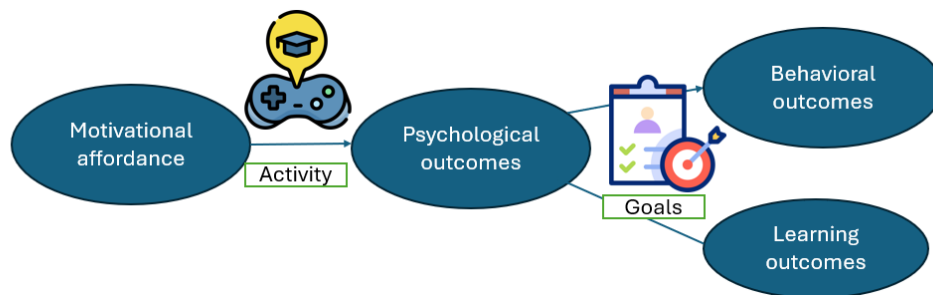 Motivational
affordance
Activity
Psychological
outcomes
Goals
Behavioral
outcomes
Learning
outcomes